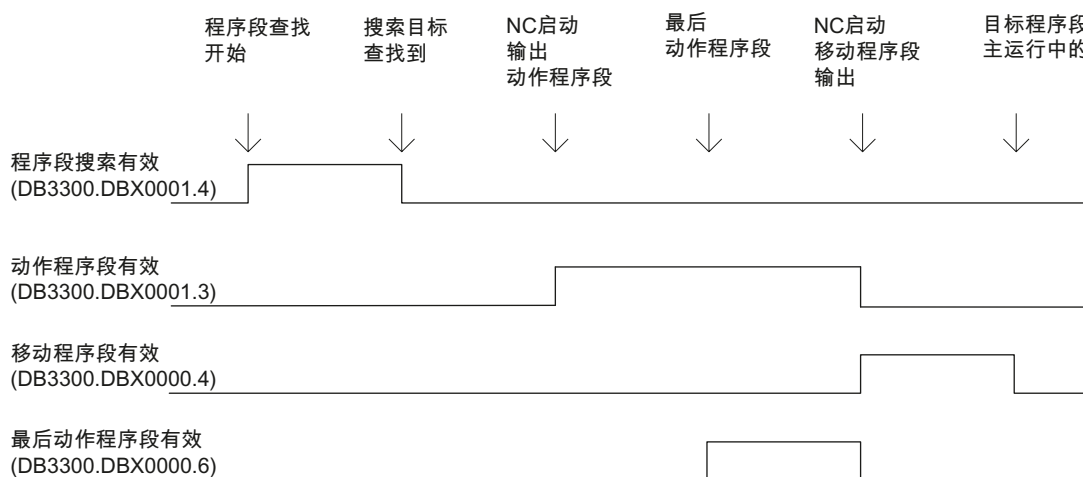 程序段查找
开始
搜索目标
查找到
NC启动
输出
动作程序段
最后
动作程序段
NC启动
移动程序段
输出
目标程序段
主运行中的
程序段搜索有效
(DB3300.DBX0001.4)
动作程序段有效
(DB3300.DBX0001.3)
移动程序段有效
(DB3300.DBX0000.4)
最后动作程序段有效
(DB3300.DBX0000.6)